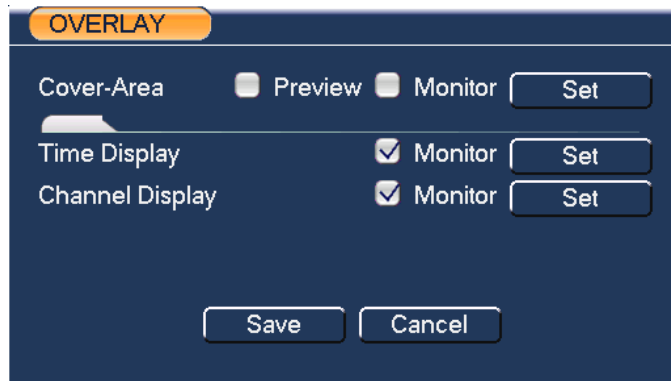 OVERLAY
Cover-Area Preview Monitor Set
Time Display Monitor Set
Channel Display Monitor Set
Save Cancel